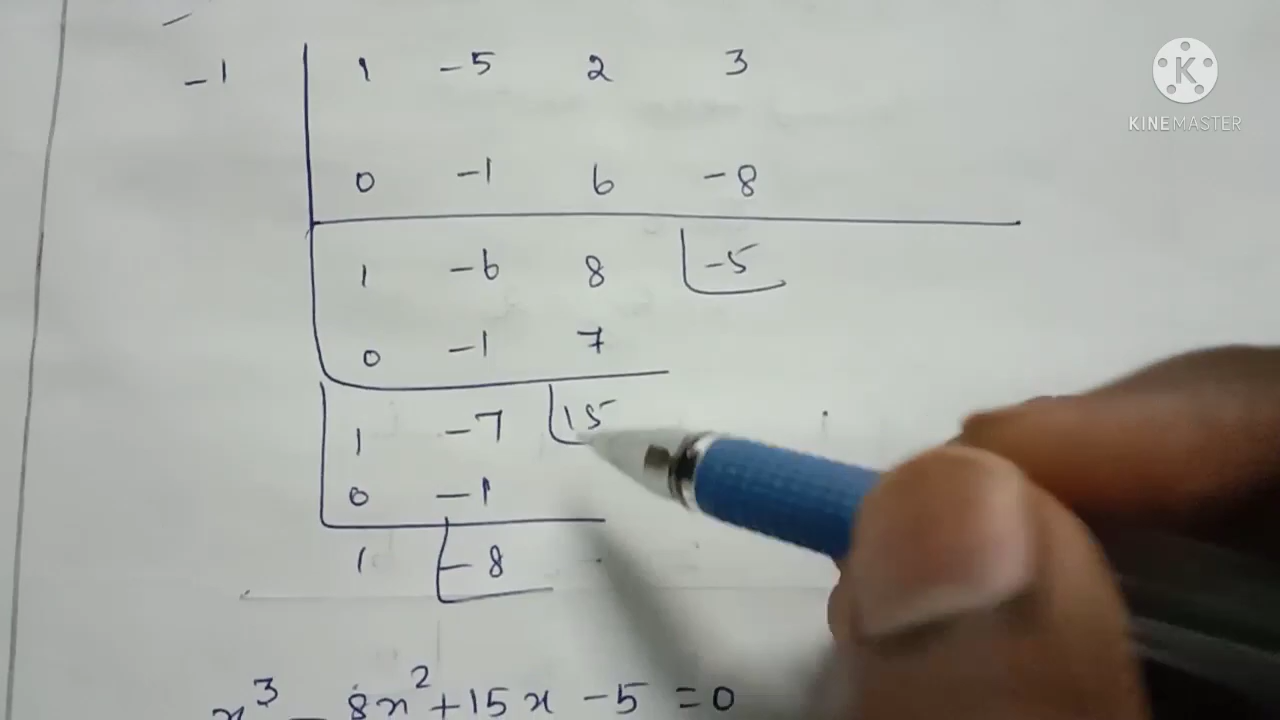 -1 1 -5 2 3
K
KINEMASTER
0 -1 6 -8
1 -6 8 -5
0 -1 7
1 -7 15
0 -1
1 -8
x³ - 8x² + 15x - 5 = 0